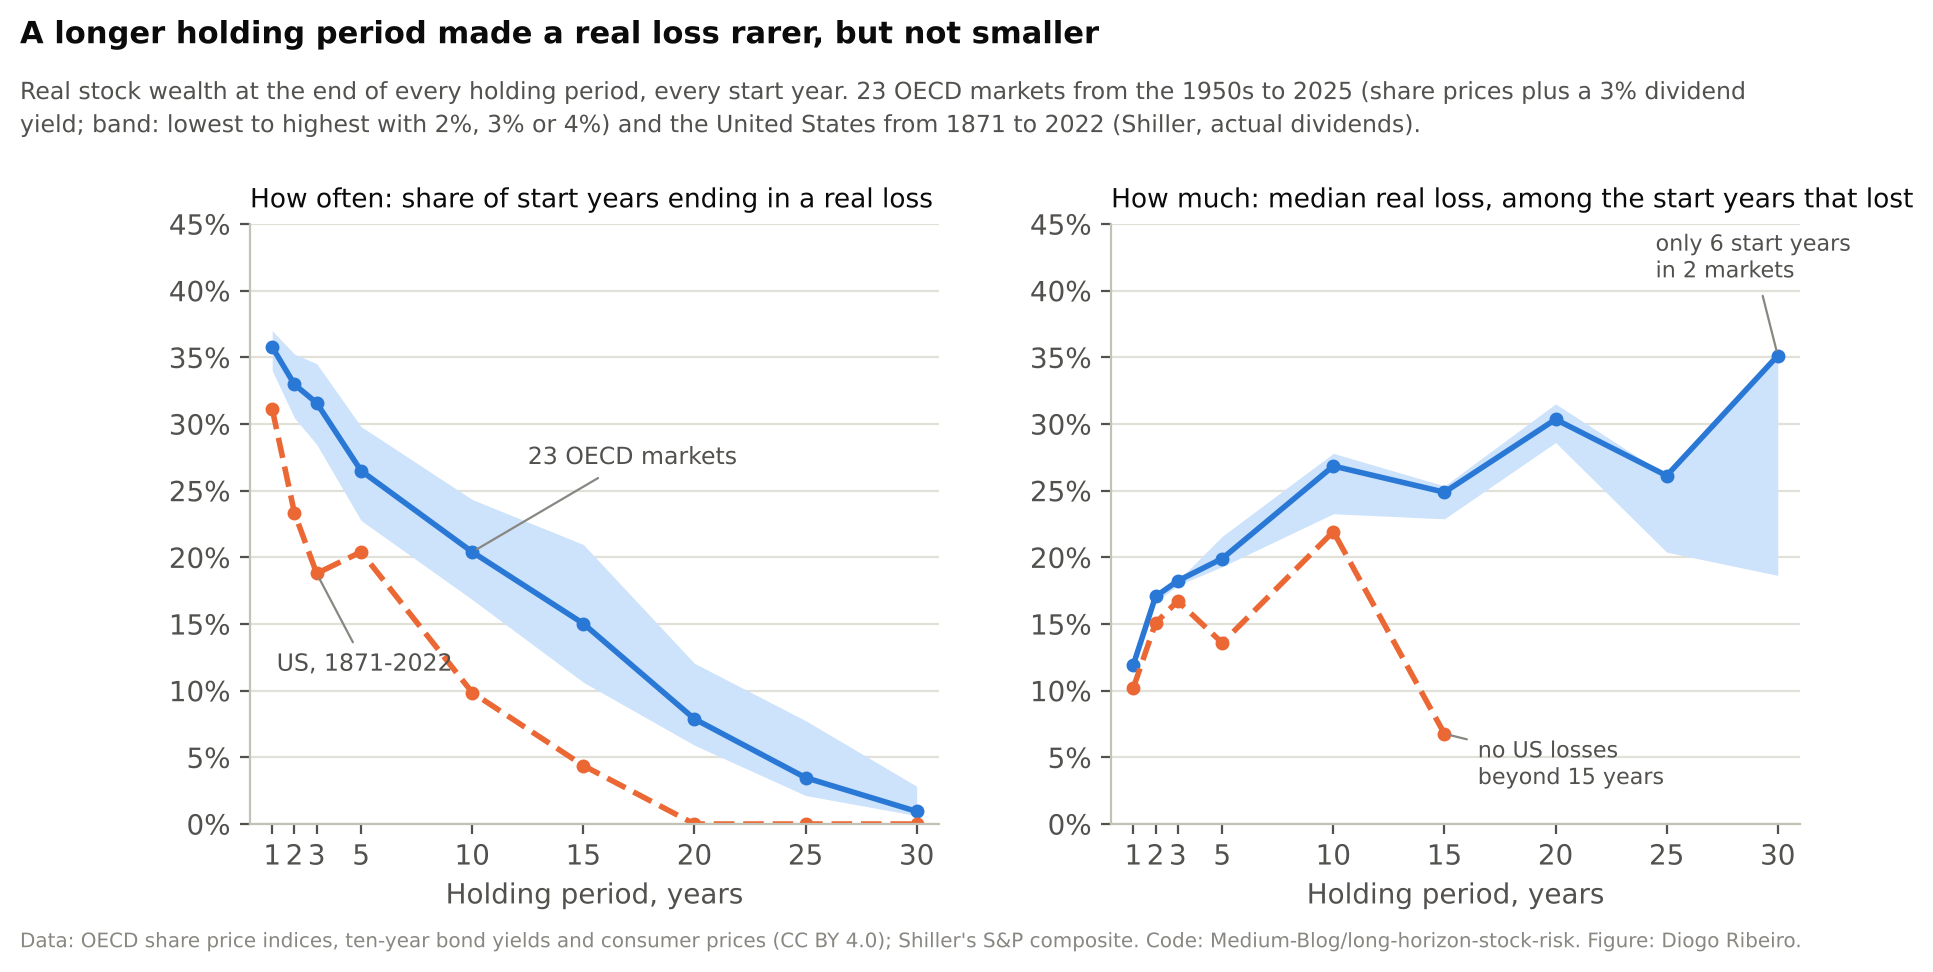 A longer holding period made a real loss rarer, but not smaller
Real stock wealth at the end of every holding period, every start year. 23 OECD markets from the 1950s to 2025 (share prices plus a 3% dividend
yield; band: lowest to highest with 2%, 3% or 4%) and the United States from 1871 to 2022 (Shiller, actual dividends).
How often: share of start years ending in a real loss
45%
40%
35%
30%
25%
20%
15%
10%
5%
0%
23 OECD markets
US, 1871-2022
1 2 3 5 10 15 20 25 30
Holding period, years
How much: median real loss, among the start years that lost
45%
40%
35%
30%
25%
20%
15%
10%
5%
0%
only 6 start years
in 2 markets
no US losses
beyond 15 years
1 2 3 5 10 15 20 25 30
Holding period, years
Data: OECD share price indices, ten-year bond yields and consumer prices (CC BY 4.0); Shiller's S&P composite. Code: Medium-Blog/long-horizon-stock-risk. Figure: Diogo Ribeiro.